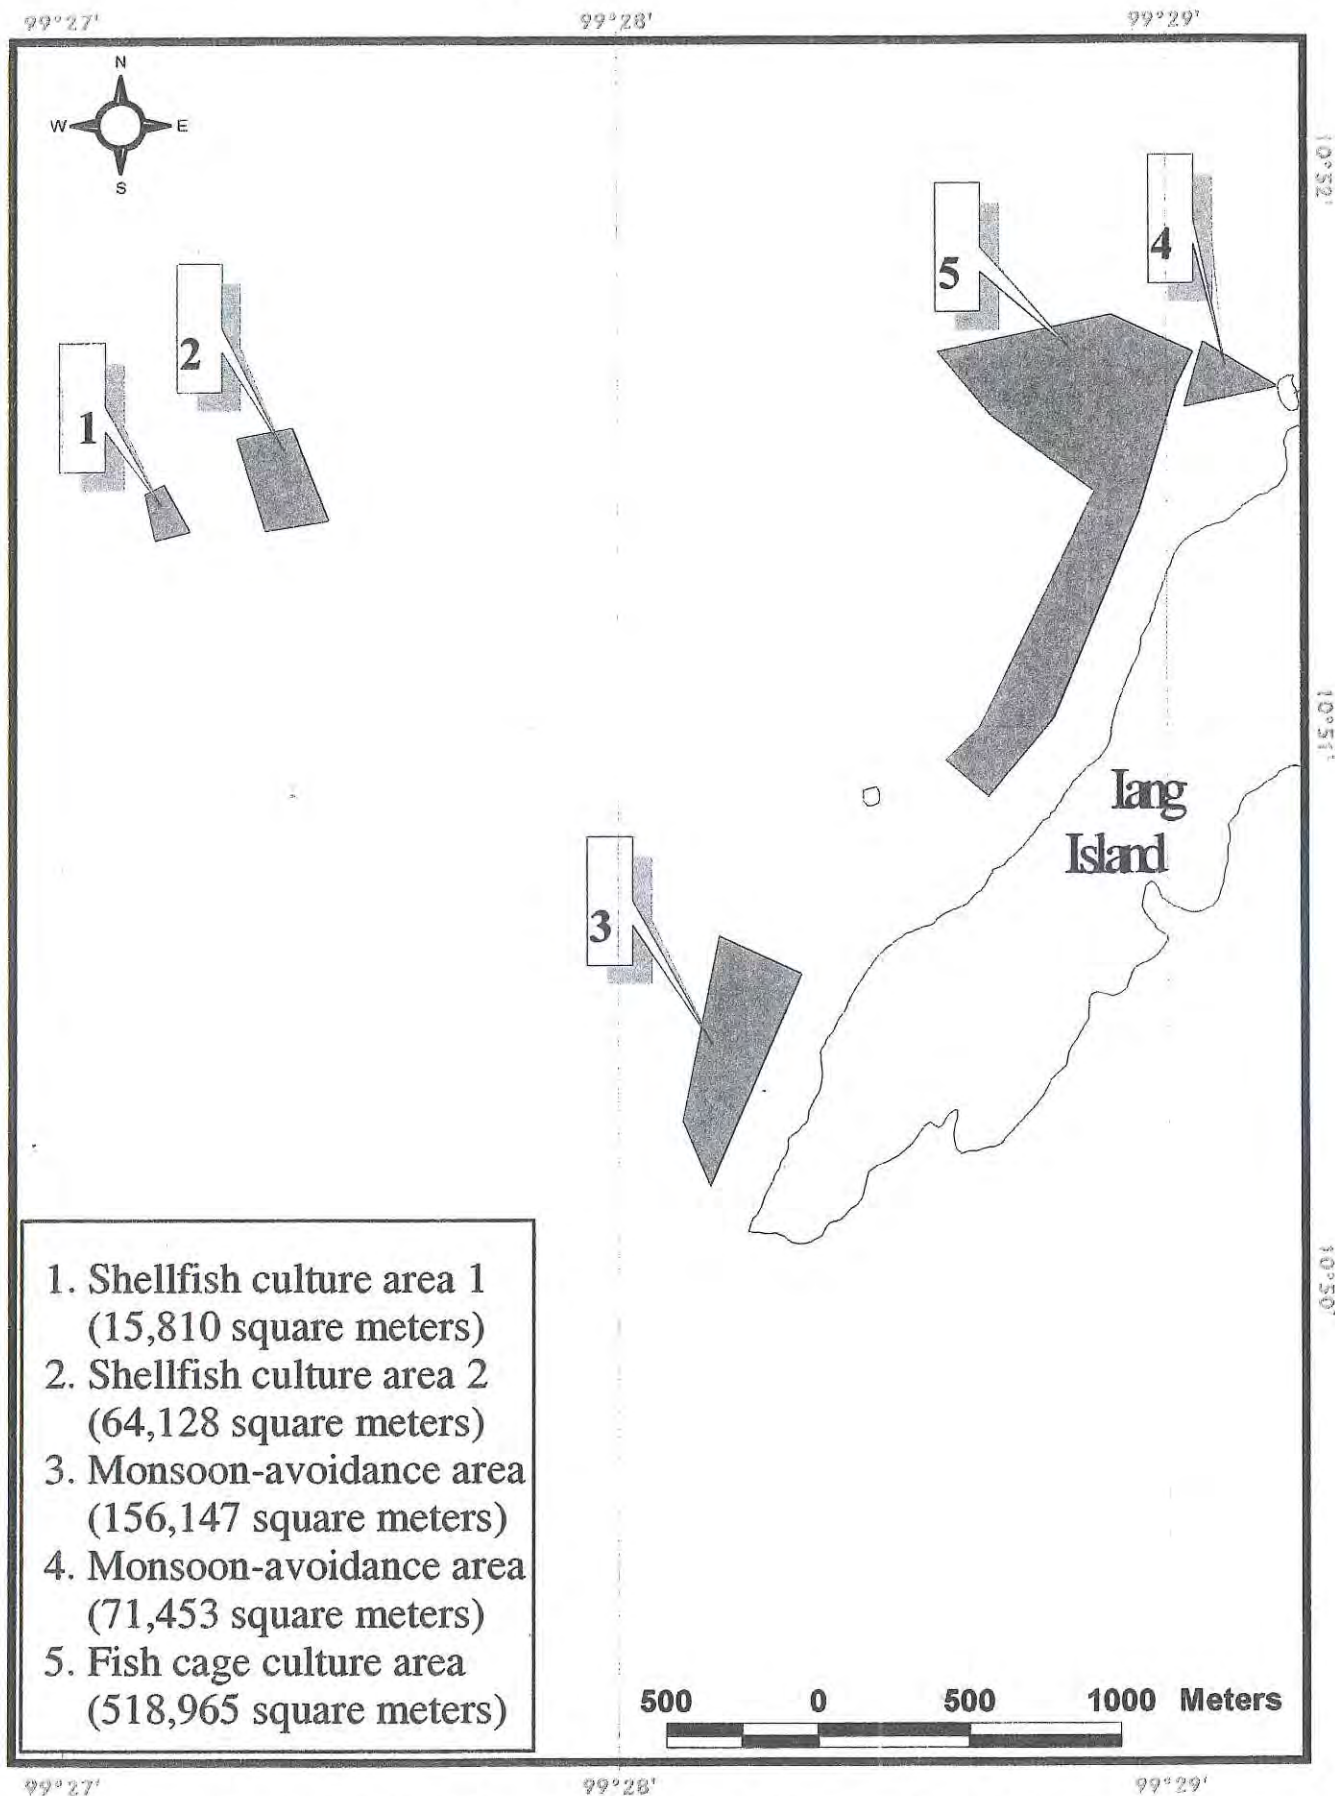 99°27'
99°28'
99°29'
N
W
E
S
10°52'
4
5
2
1
10°51'
Iang
Island
3
10°50'
1. Shellfish culture area 1
(15,810 square meters)
2. Shellfish culture area 2
(64,128 square meters)
3. Monsoon-avoidance area
(156,147 square meters)
4. Monsoon-avoidance area
(71,453 square meters)
5. Fish cage culture area
(518,965 square meters)
500 0 500 1000 Meters
99°27'
99°28'
99°29'